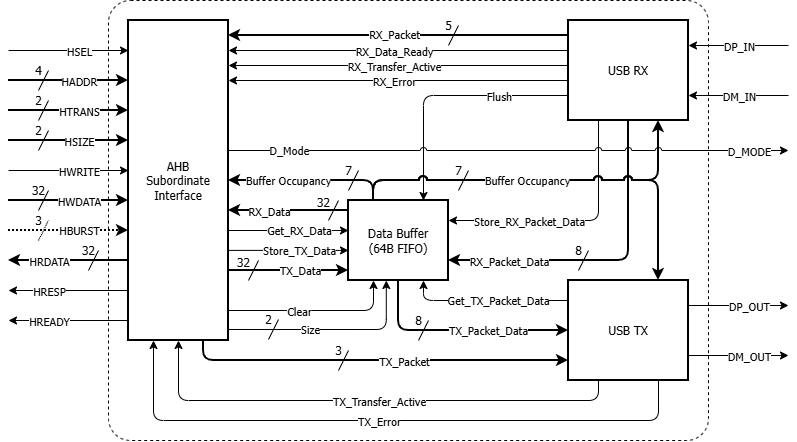 5
RX_Packet
USB RX
DP_IN
HSEL
RX_Data_Ready
4
HADDR
RX_Transfer_Active
RX_Error
2
HTRANS
Flush
DM_IN
2
HSIZE
AHB
Subordinate
Interface
D_Mode
D_MODE
HWRITE
7
Buffer Occupancy
7
Buffer Occupancy
32
HWDATA
32
RX_Data
Data Buffer
(64B FIFO)
Store_RX_Packet_Data
3
HBURST
Get_RX_Data
32
HRDATA
Store_TX_Data
32
TX_Data
8
RX_Packet_Data
HRESP
Get_TX_Packet_Data
USB TX
DP_OUT
HREADY
Clear
2
Size
8
TX_Packet_Data
3
TX_Packet
DM_OUT
TX_Transfer_Active
TX_Error